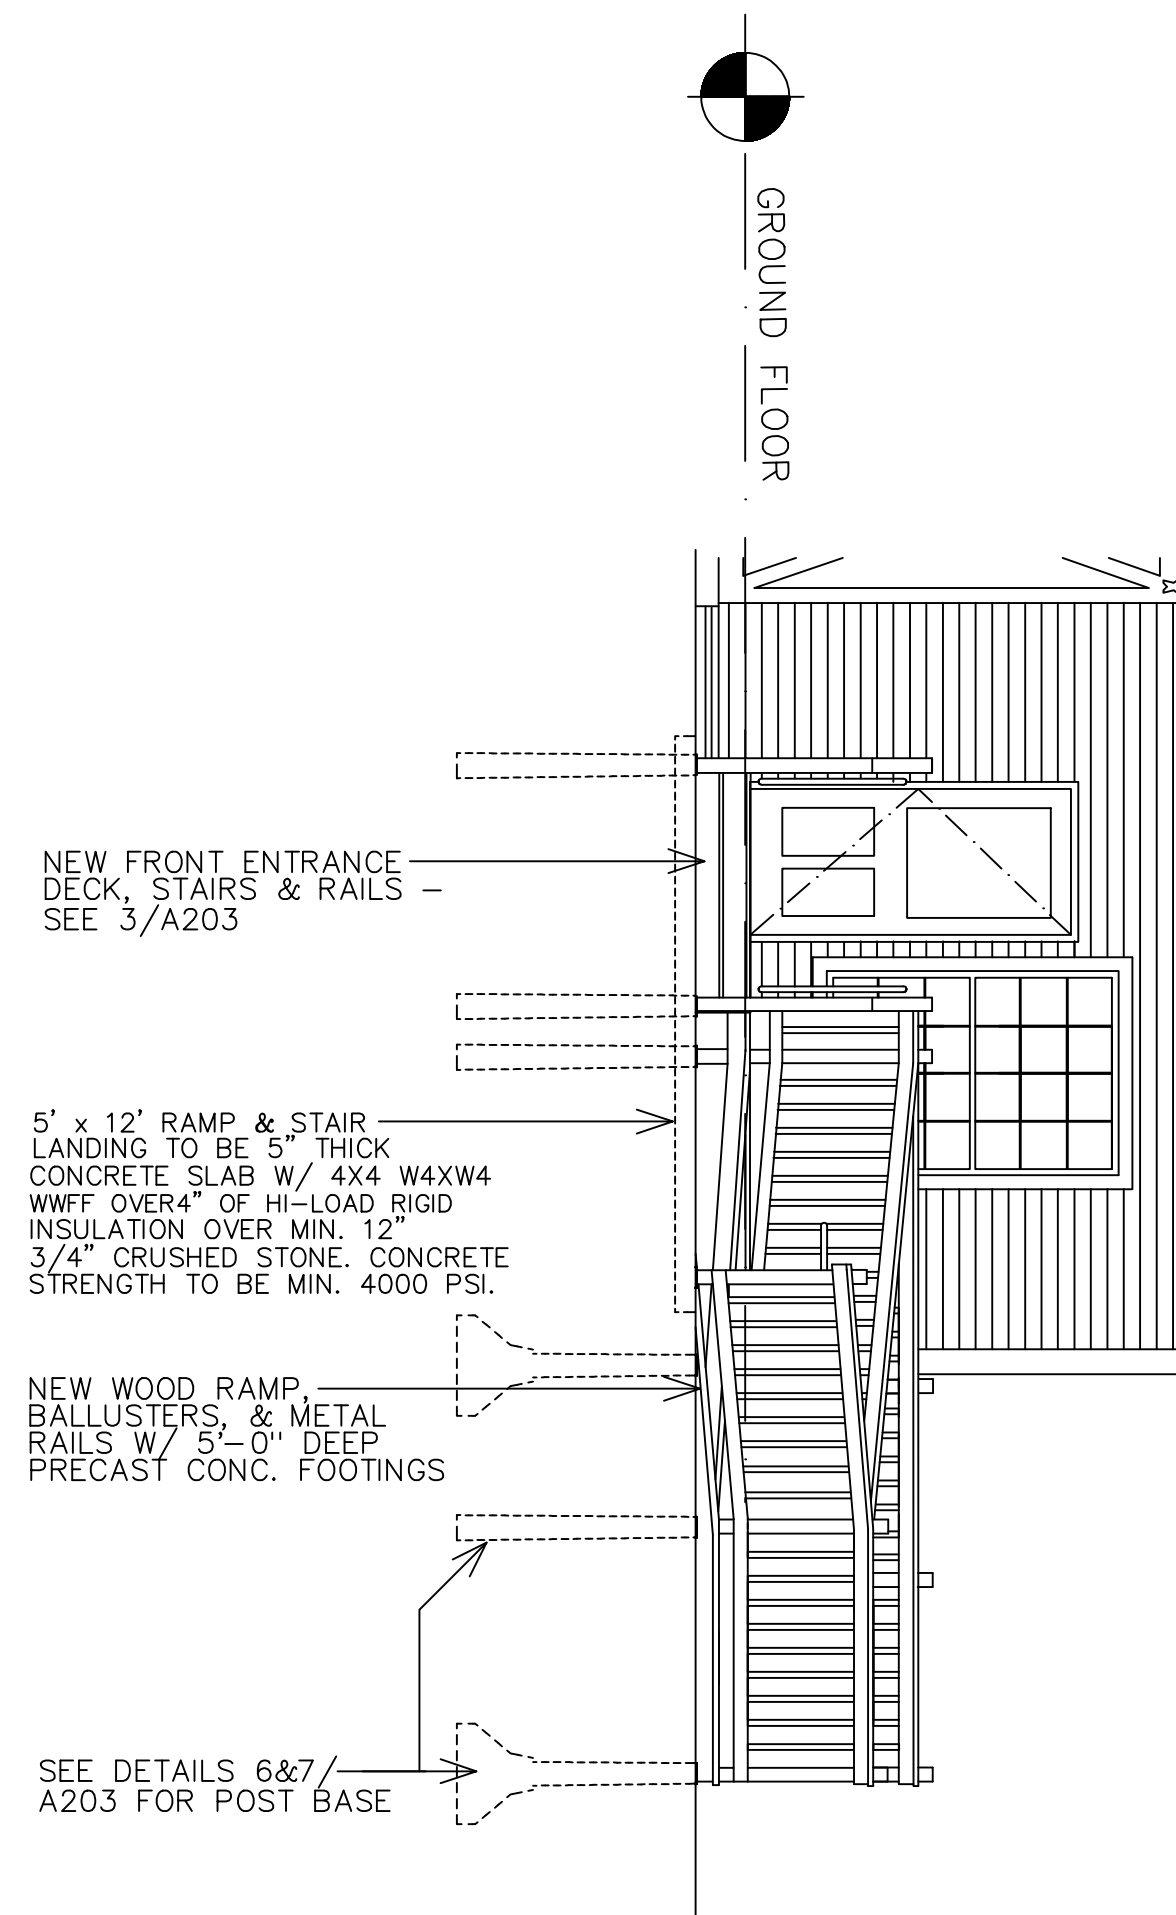 GROUND FLOOR
NEW FRONT ENTRANCE
DECK, STAIRS & RAILS –
SEE 3/A203
5' x 12' RAMP & STAIR
LANDING TO BE 5” THICK
CONCRETE SLAB W/ 4X4 W4XW4
WWFF OVER4” OF HI–LOAD RIGID
INSULATION OVER MIN. 12”
3/4” CRUSHED STONE. CONCRETE
STRENGTH TO BE MIN. 4000 PSI.
NEW WOOD RAMP,
BALLUSTERS, & METAL
RAILS W/ 5'–0" DEEP
PRECAST CONC. FOOTINGS
SEE DETAILS 6&7/
A203 FOR POST BASE